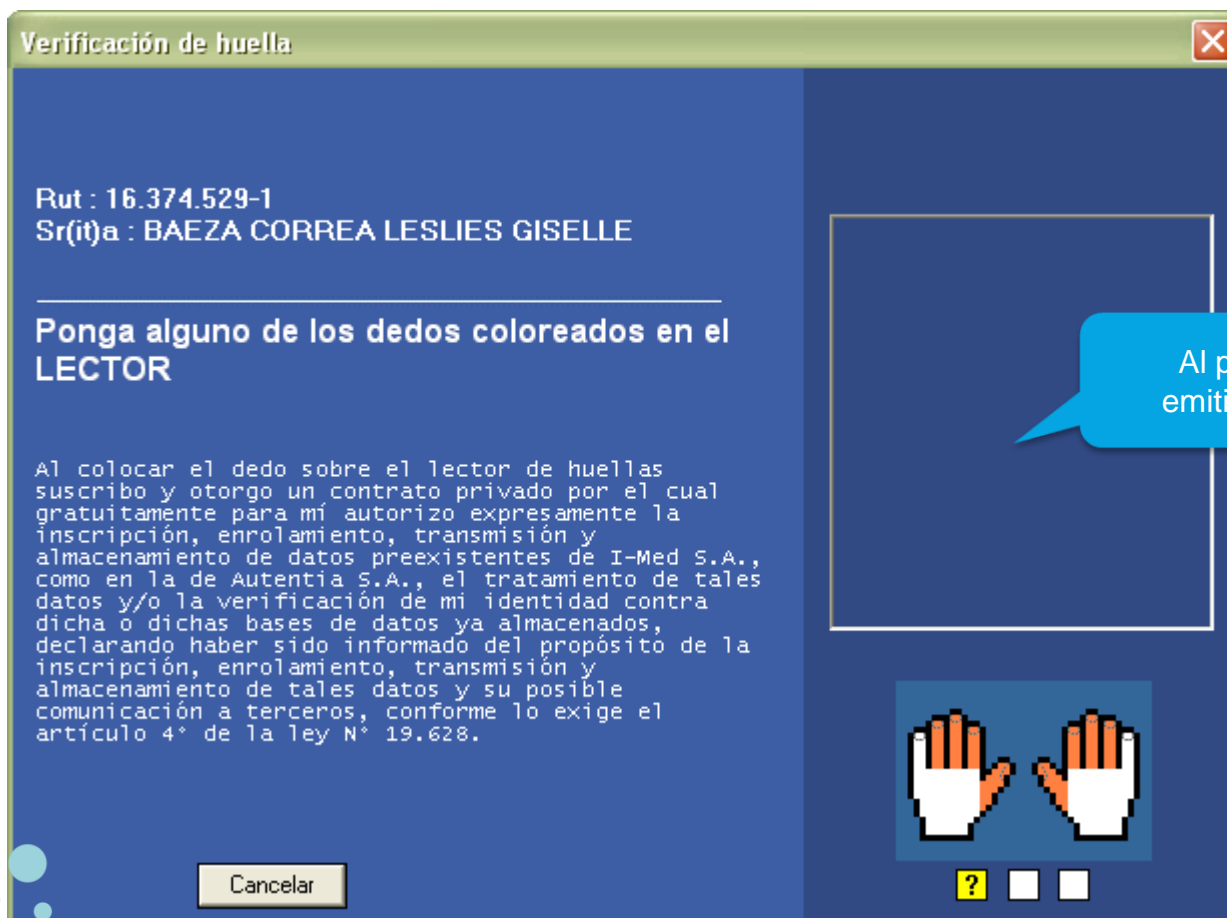 Verificación de huella
Rut : 16.374.529-1
Sr(it)a : BAEZA CORREA LESLIES GISELLE
Ponga alguno de los dedos coloreados en el
LECTOR
Al colocar el dedo sobre el lector de huellas
suscribo y otorgo un contrato privado por el cual
gratuitamente para mí autorizo expresamente la
inscripción, enrolamiento, transmisión y
almacenamiento de datos preexistentes de I-Med S.A.,
como en la de Autentia S.A., el tratamiento de tales
datos y/o la verificación de mi identidad contra
dicha o dichas bases de datos ya almacenados,
declarando haber sido informado del propósito de la
inscripción, enrolamiento, transmisión y
almacenamiento de tales datos y su posible
comunicación a terceros, conforme lo exige el
artículo 4° de la ley N° 19.628.
Cancelar
Al
?